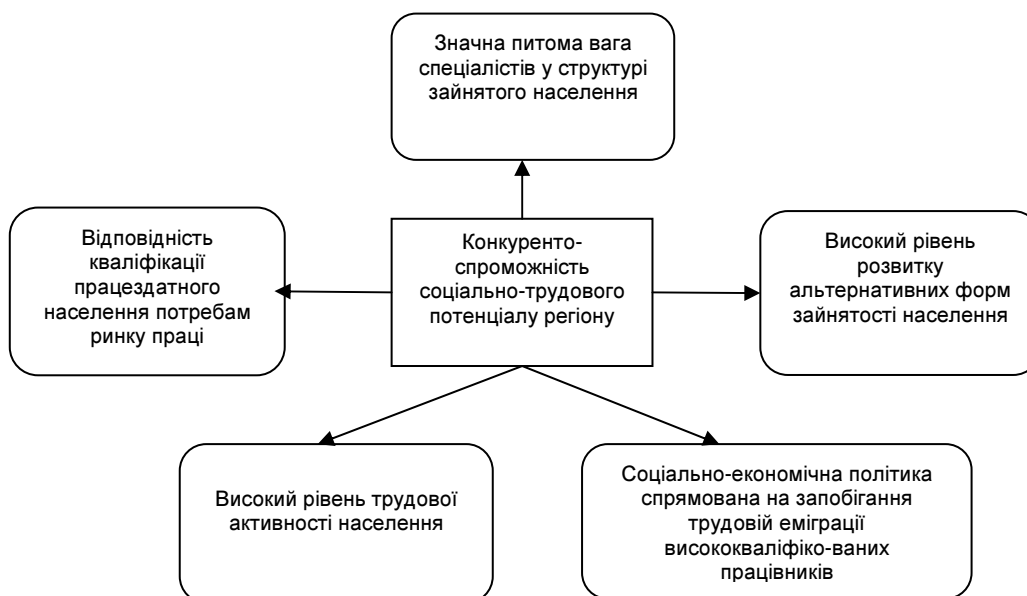 Значна питома вага
спеціалістів у структурі
зайнятого населення
Відповідність
кваліфікації
працездатного
населення потребам
ринку праці
Конкуренто-
спроможність
соціально-трудового
потенціалу регіону
Високий рівень
розвитку
альтернативних форм
зайнятості населення
Високий рівень трудової
активності населення
Соціально-економічна політика
спрямована на запобігання
трудовій еміграції
висококваліфіко-ваних
працівників